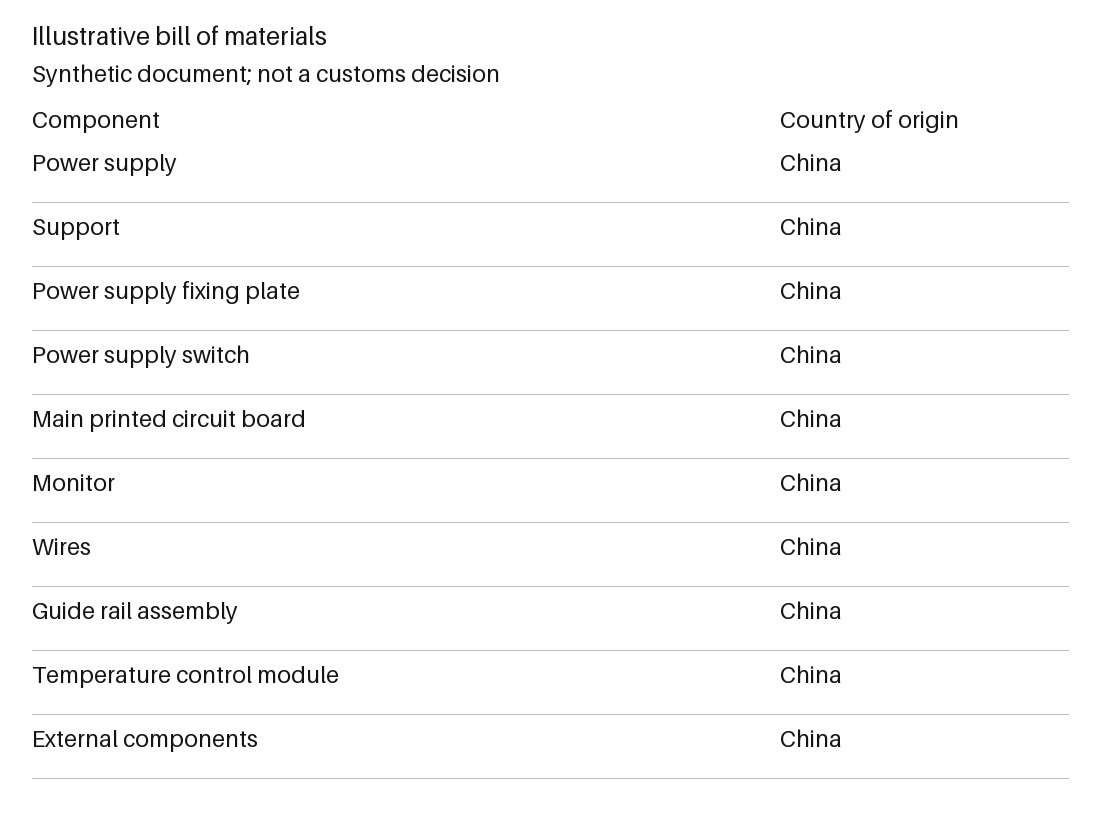 Illustrative bill of materials
Synthetic document; not a customs decision
Component Country of origin
Power supply China
Support China
Power supply fixing plate China
Power supply switch China
Main printed circuit board China
Monitor China
Wires China
Guide rail assembly China
Temperature control module China
External components China